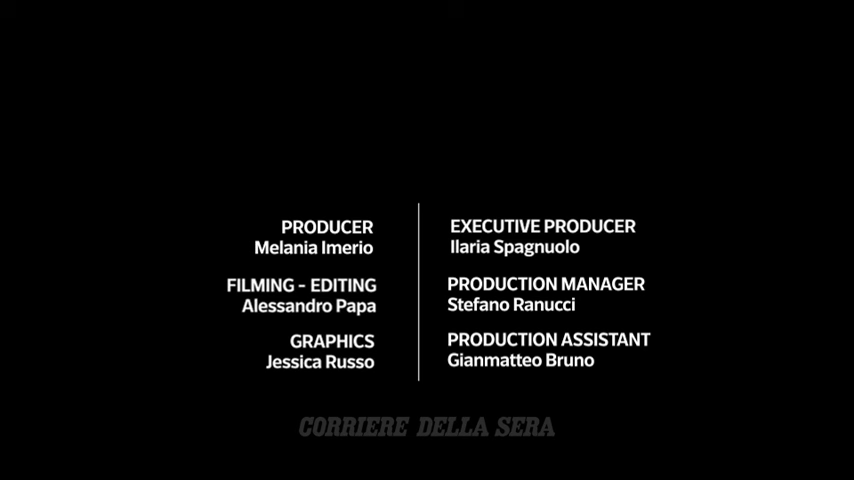 PRODUCER
Melania Imerio
FILMING - EDITING
Alessandro Papa
GRAPHICS
Jessica Russo
EXECUTIVE PRODUCER
Ilaria Spagnuolo
PRODUCTION MANAGER
Stefano Ranucci
PRODUCTION ASSISTANT
Gianmatteo Bruno
CORRIERE DELLA SERA